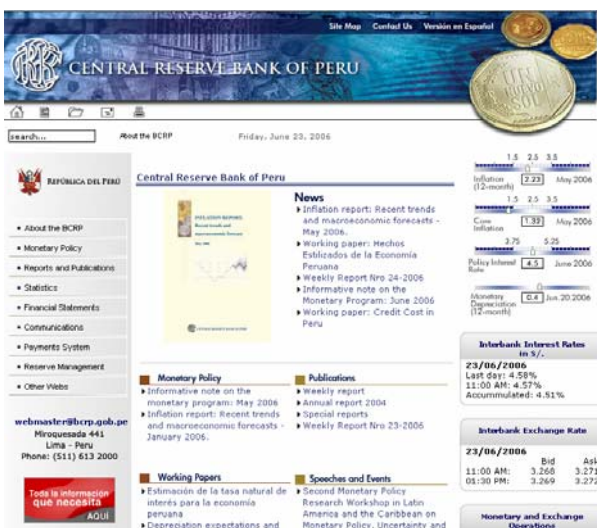 Site Map Contact Us Versión en Español
CENTRAL RESERVE BANK OF PERU
UN
NUEVO
SOL
search...
About the BCRP
Friday, June 23, 2006
REPÚBLICA DEL PERÚ
About the BCRP
Monetary Policy
Reports and Publications
Statistics
Financial Statements
Communications
Payments System
Reserve Management
Other Webs
webmaster@bcrp.gob.pe
Miroquesada 441
Lima - Peru
Phone: (511) 613 2000
Toda la información
que necesita
AQUÍ
Central Reserve Bank of Peru
INFLATION REPORT:
Recent trends and
macroeconomic forecasts
News
Inflation report: Recent trends
and macroeconomic forecasts -
May 2006.
Working paper: Hechos
Estilizados de la Economía
Peruana
Weekly Report Nro 24-2006
Informative note on the
Monetary Program: June 2006
Working paper: Credit Cost in
Peru
Monetary Policy
Informative note on the
monetary program: May 2006
Inflation report: Recent trends
and macroeconomic forecasts -
January 2006.
Publications
Weekly report
Annual report 2004
Special reports
Weekly Report Nro 23-2006
Working Papers
Estimación de la tasa natural de
interés para la economía
peruana
Depreciation expectations and
Speeches and Events
Second Monetary Policy
Research Workshop in Latin
America and the Caribbean on
Monetary Policy, Uncertainty and
1.5 2.5 3.5
Inflation 2.23 May 2006
(12-month)
1.5 2.5 3.5
Core 1.33 May 2006
Inflation
3.75 5.25
Policy Interest 4.5 June 2006
Rate
Monetary 0.4 Jun.20 2006
Depreciation
(12-month)
Interbank Interest Rates
in S/.
23/06/2006
Last day: 4.58%
11:00 AM: 4.57%
Accumulated: 4.51%
Interbank Exchange Rate
23/06/2006
Bid Ask
11:00 AM: 3.268 3.271
01:30 PM: 3.269 3.272
Monetary and Exchange
Operations